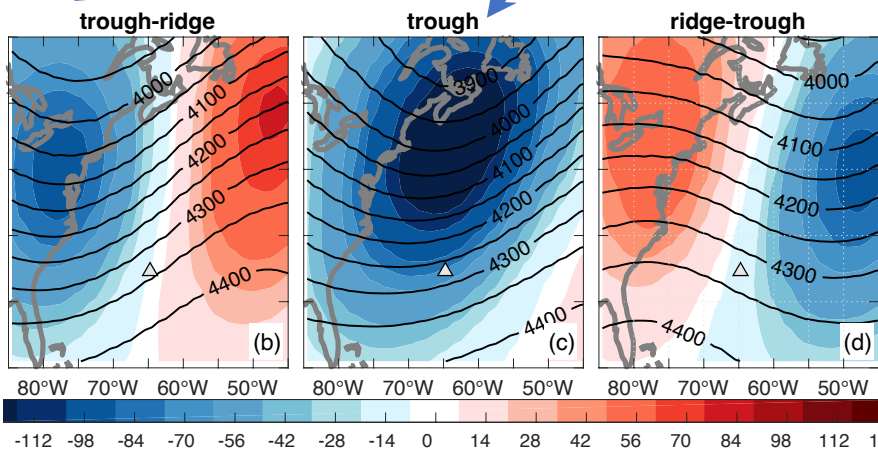 trough-ridge trough ridge-trough
4000 3900 4000
4100 4000 4100
4200 4100 4200
4300 4200 4300
4400 4300 4400
4400
(b) (c) (d)
80°W 70°W 60°W 50°W 80°W 70°W 60°W 50°W 80°W 70°W 60°W 50°W
-112 -98 -84 -70 -56 -42 -28 -14 0 14 28 42 56 70 84 98 112 1